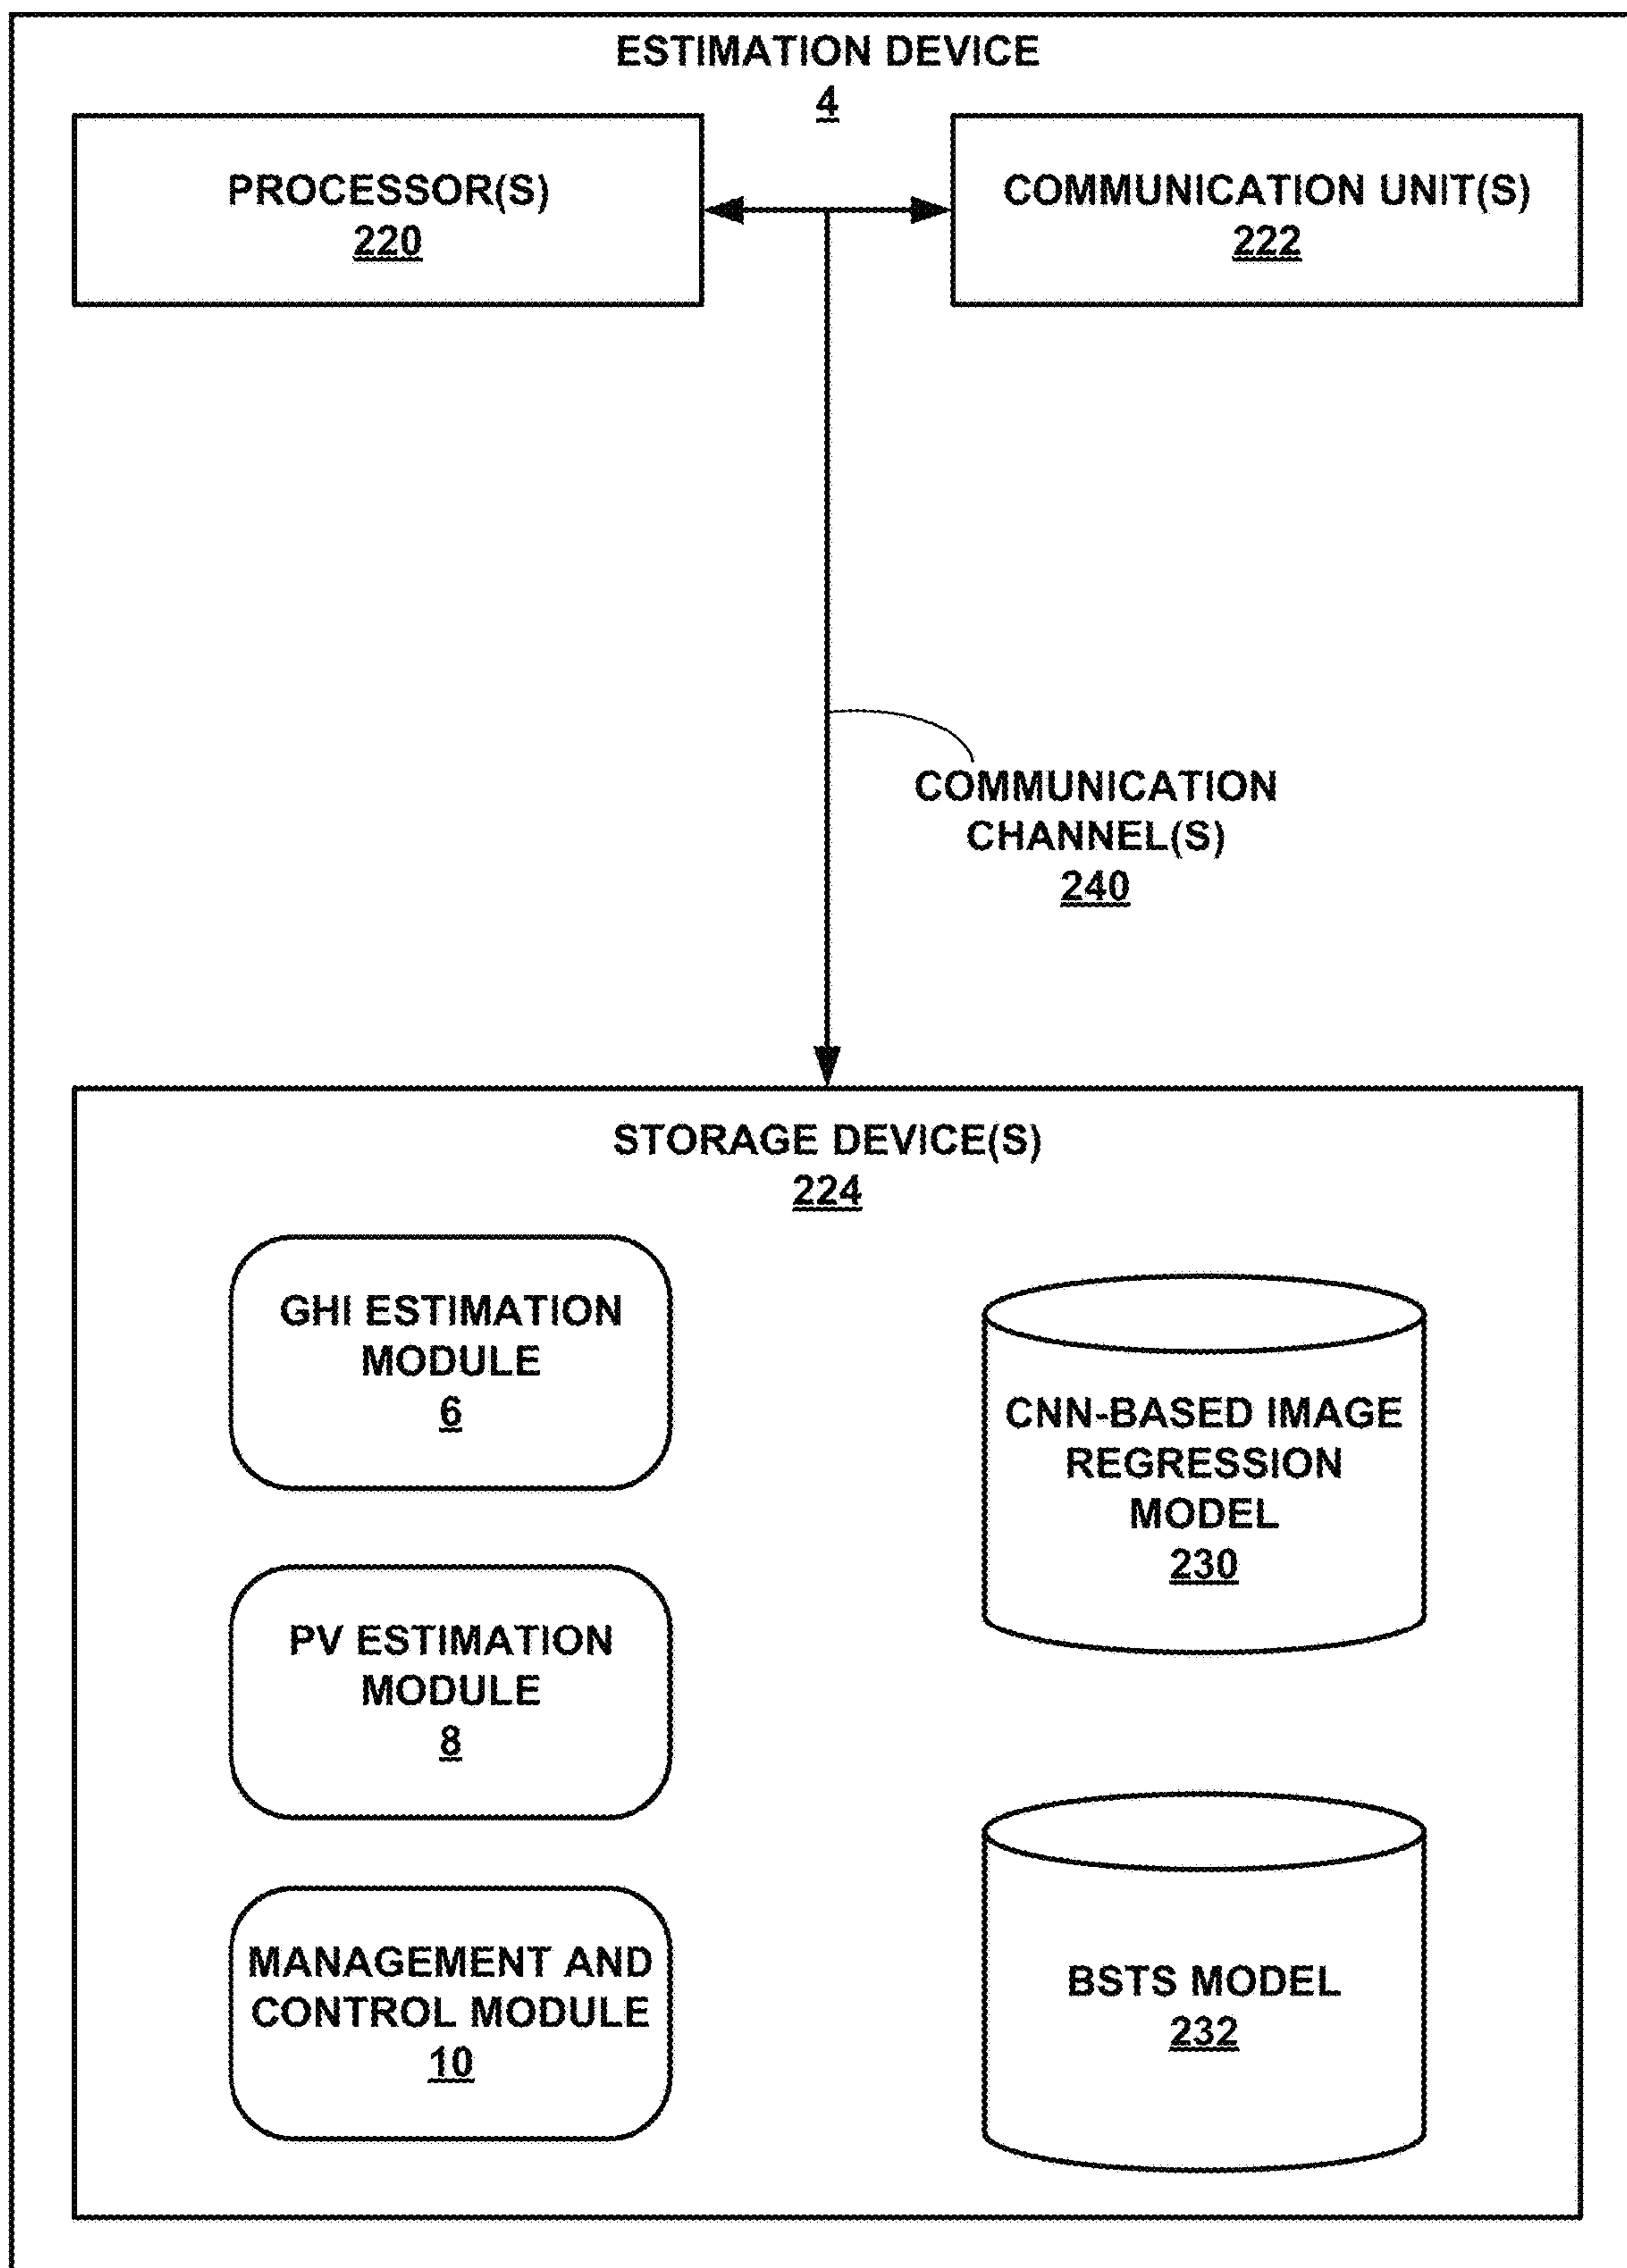 ESTIMATION DEVICE
4
PROCESSOR(S)
220
COMMUNICATION UNIT(S)
222
COMMUNICATION
CHANNEL(S)
240
STORAGE DEVICE(S)
224
GHI ESTIMATION
MODULE
6
PV ESTIMATION
MODULE
8
MANAGEMENT AND
CONTROL MODULE
10
CNN-BASED IMAGE
REGRESSION
MODEL
230
BSTS MODEL
232